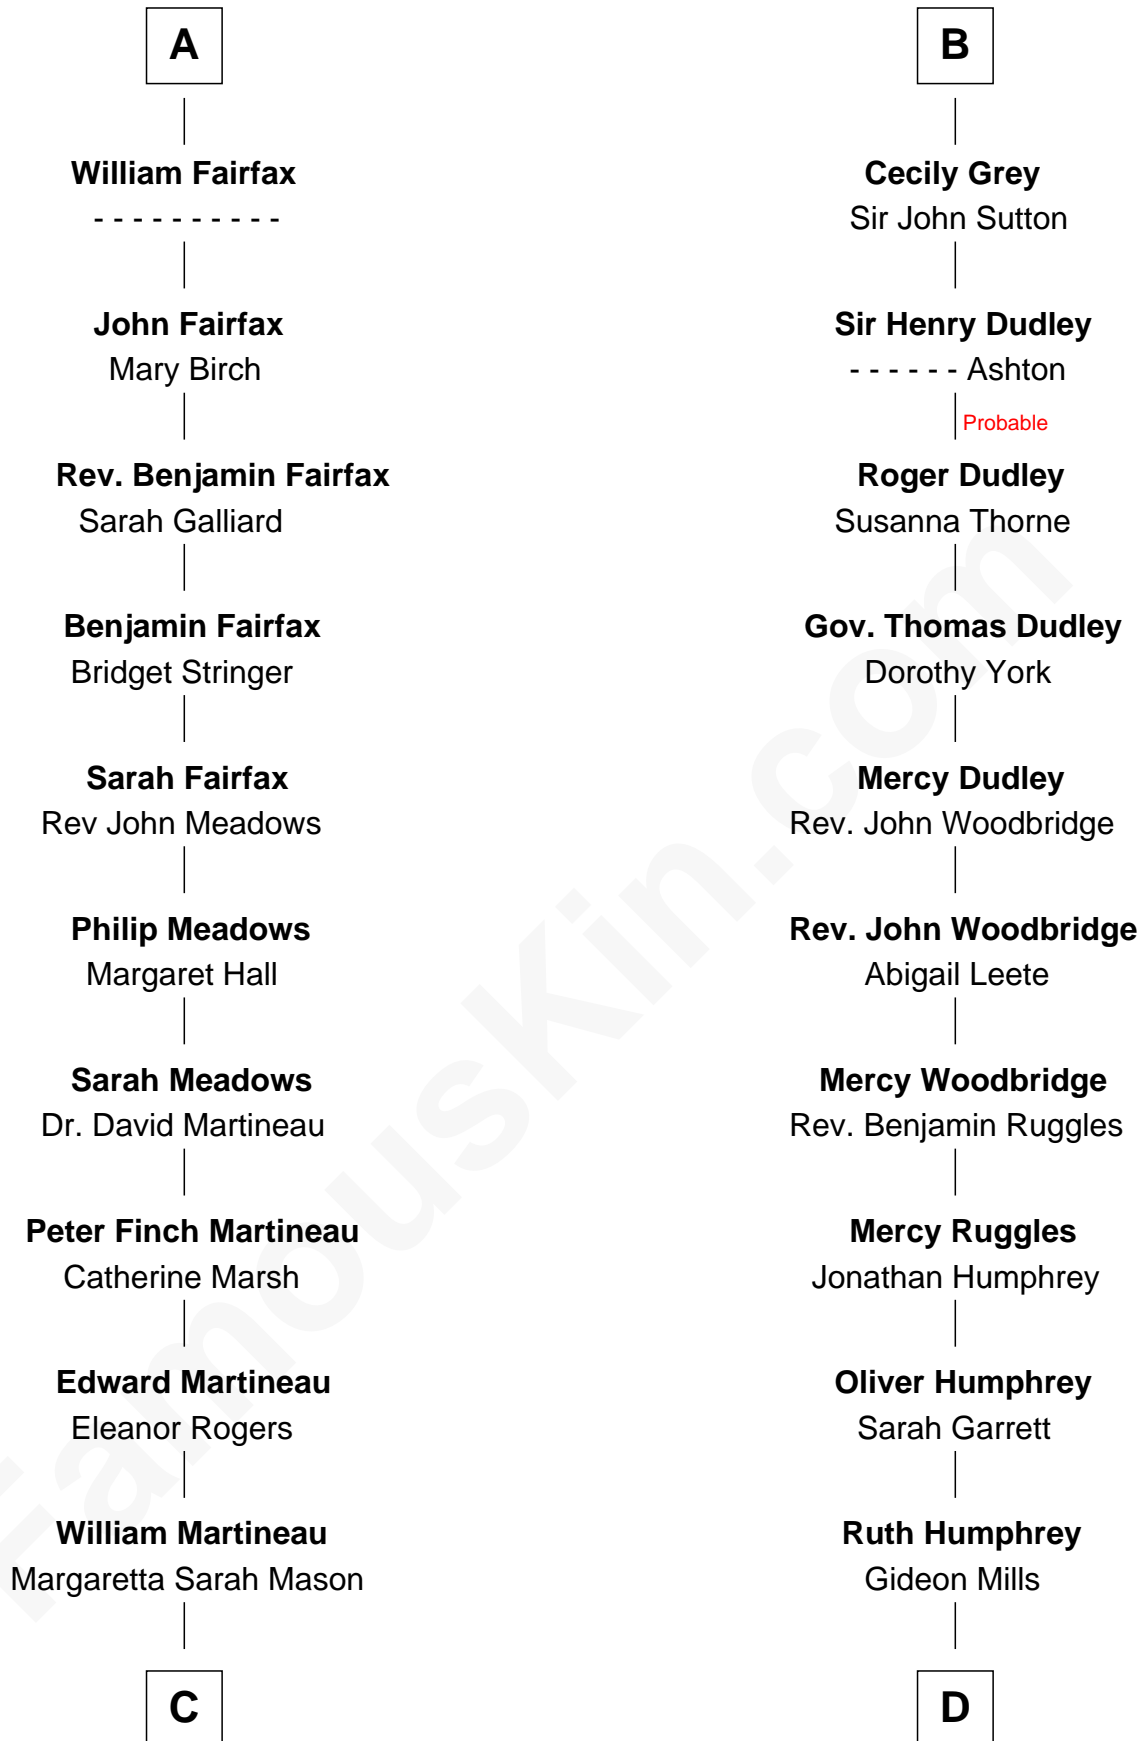 A
William Fairfax
- - - - - - - - - -
John Fairfax
Mary Birch
Rev. Benjamin Fairfax
Sarah Galliard
Benjamin Fairfax
Bridget Stringer
Sarah Fairfax
Rev John Meadows
Philip Meadows
Margaret Hall
Sarah Meadows
Dr. David Martineau
Peter Finch Martineau
Catherine Marsh
Edward Martineau
Eleanor Rogers
William Martineau
Margaretta Sarah Mason
C
B
Cecily Grey
Sir John Sutton
Sir Henry Dudley
- - - - - - Ashton
Probable
Roger Dudley
Susanna Thorne
Gov. Thomas Dudley
Dorothy York
Mercy Dudley
Rev. John Woodbridge
Rev. John Woodbridge
Abigail Leete
Mercy Woodbridge
Rev. Benjamin Ruggles
Mercy Ruggles
Jonathan Humphrey
Oliver Humphrey
Sarah Garrett
Ruth Humphrey
Gideon Mills
D
FamousKin.com